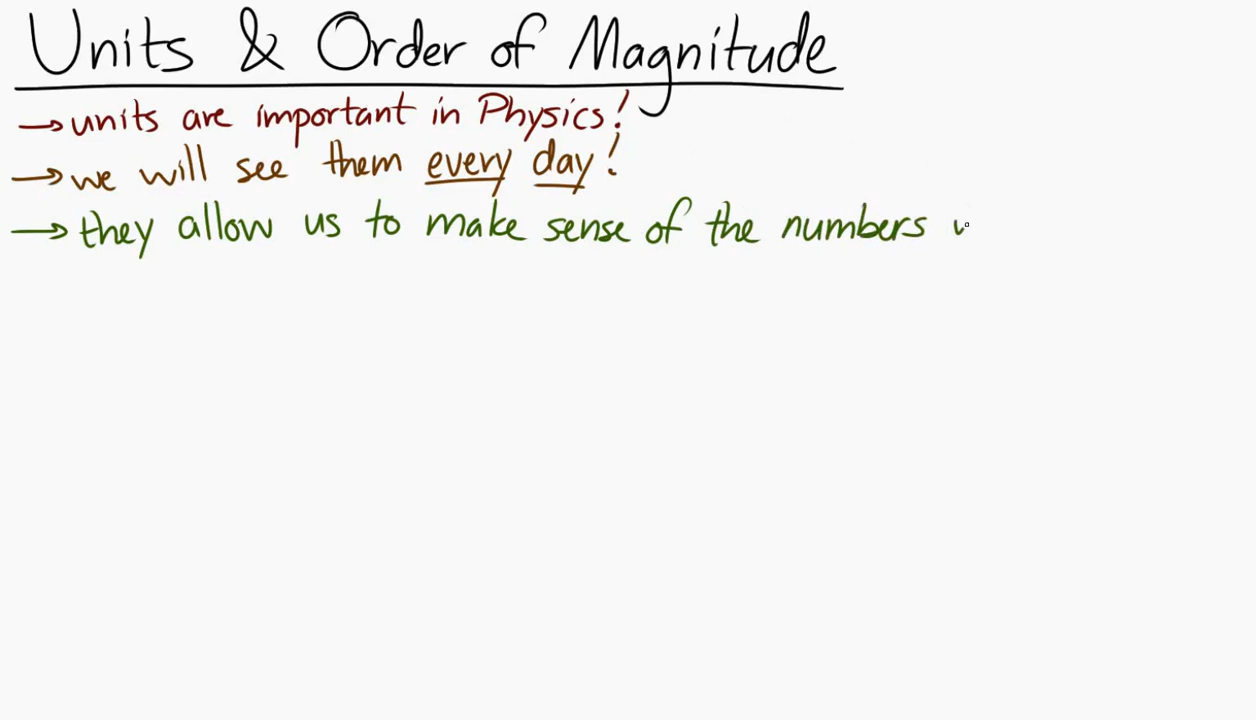 Units & Order of Magnitude
→ units are important in Physics!
→ we will see them every day!
→ they allow us to make sense of the numbers